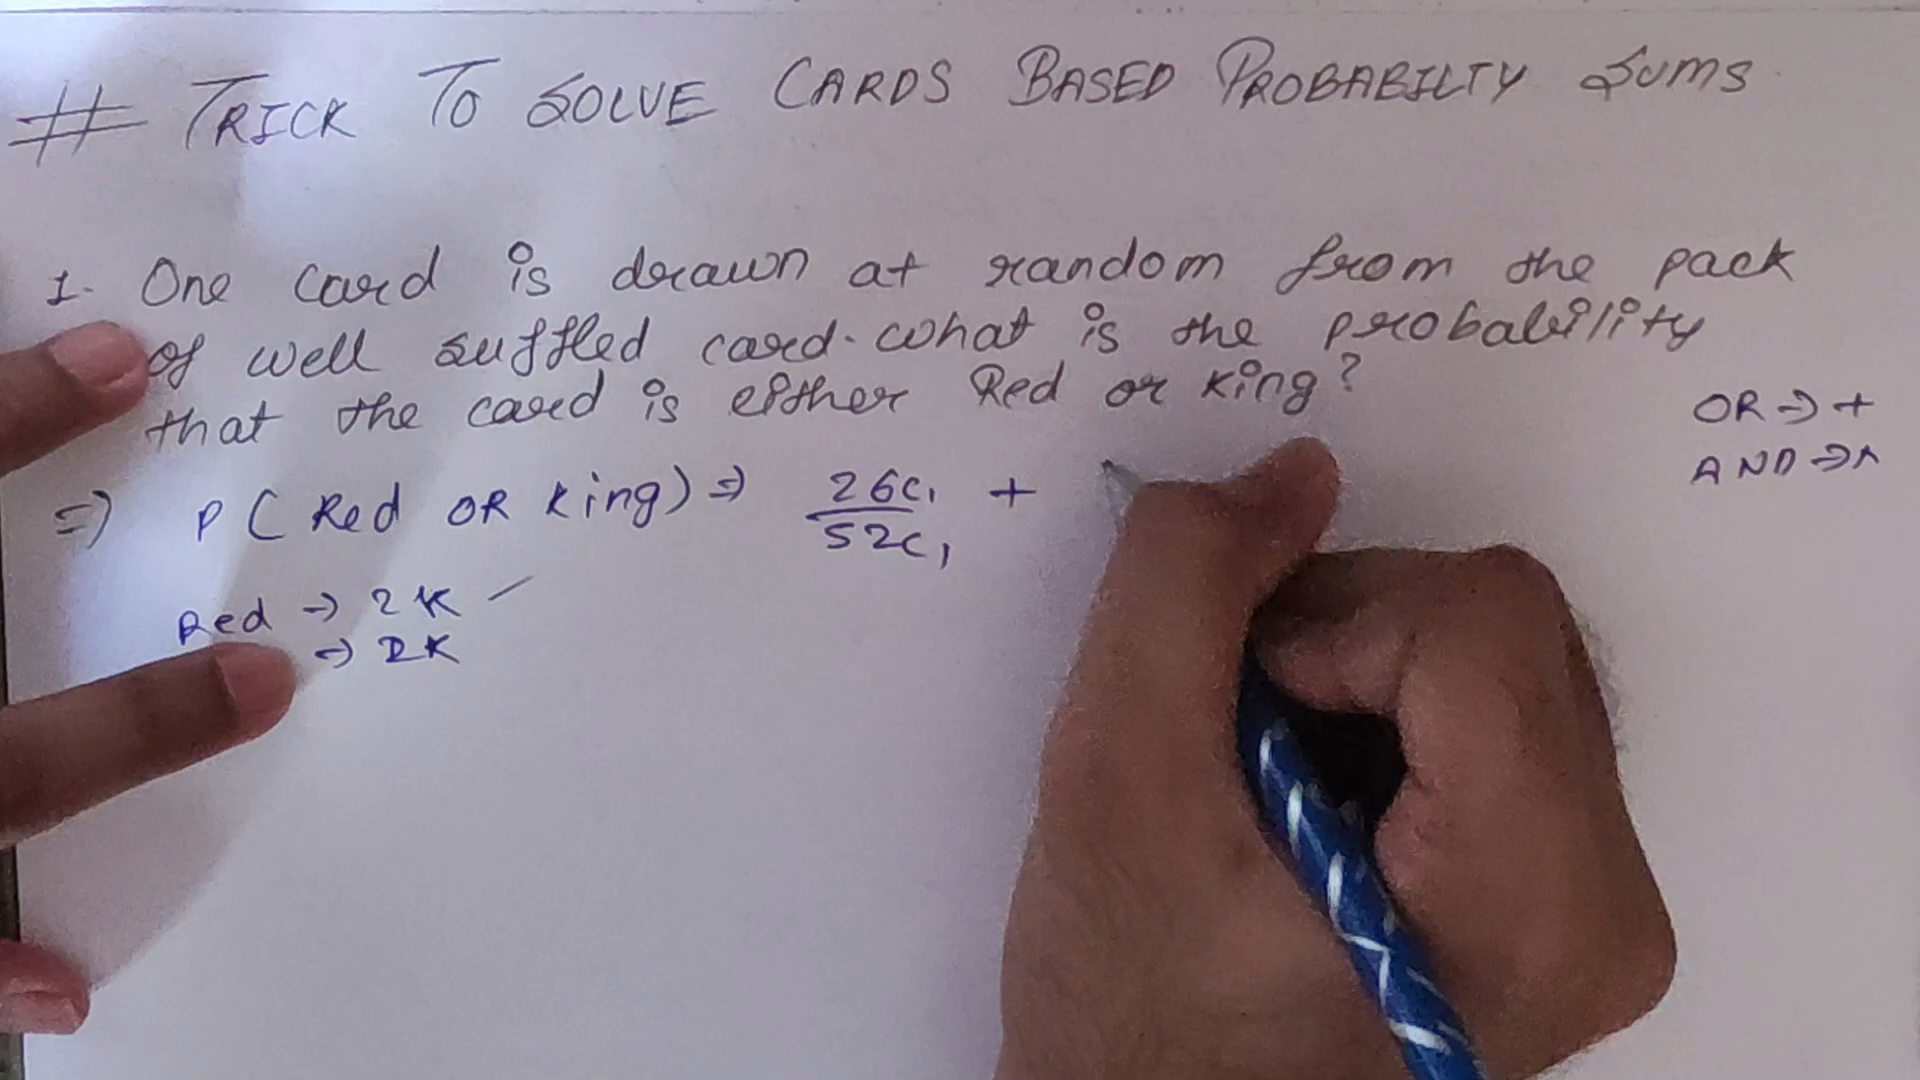 # TRICK TO SOLVE CARDS BASED PROBABILTY SUMS
1. One card is drawn at random from the pack
of well suffled card. what is the probability
that the card is either Red or king?
OR => +
AND => ×
=> P ( Red OR king) => 26C1/52C1 +
Red -> 2K
=> 2K